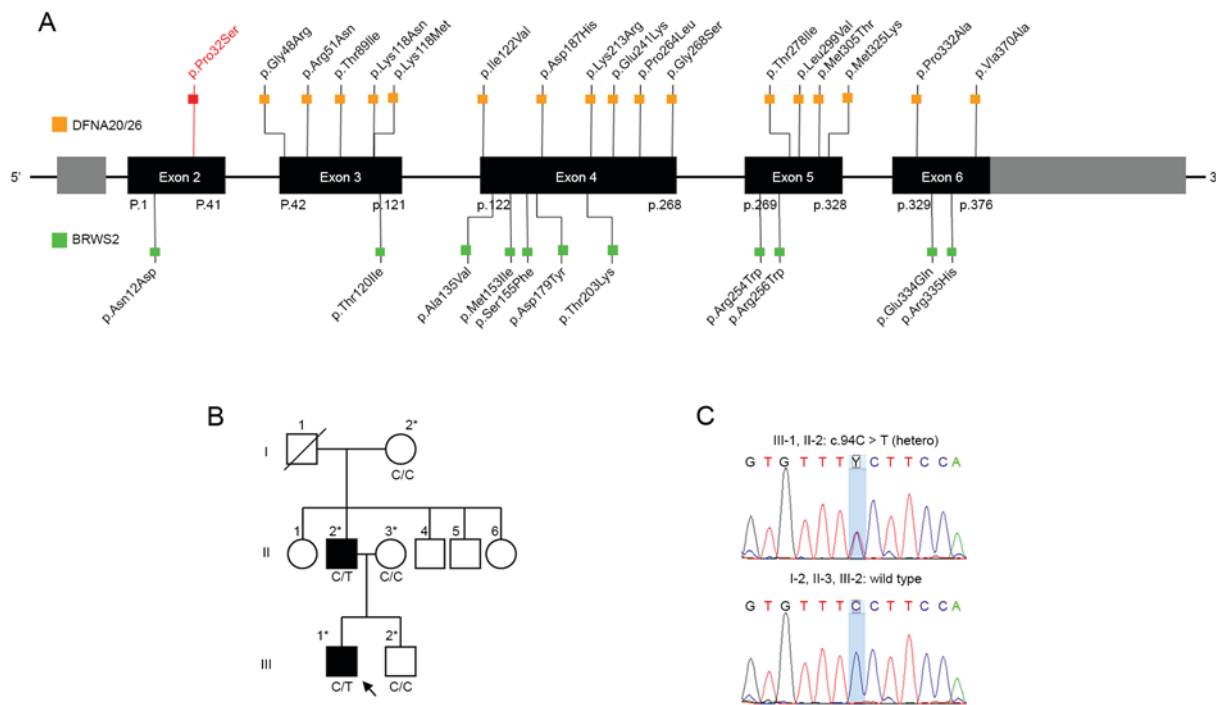 A
p.Pro32Ser
p.Gly48Arg
p.Arg51Asn
p.Thr89Ile
p.Lys118Asn
p.Lys118Met
p.Ile122Val
p.Asp187His
p.Lys213Arg
p.Glu241Lys
p.Pro264Leu
p.Gly268Ser
p.Thr278Ile
p.Leu299Val
p.Met305Thr
p.Met325Lys
p.Pro332Ala
p.Vla370Ala
DFNA20/26
5'
Exon 2
Exon 3
Exon 4
Exon 5
Exon 6
3'
P.1
P.41
P.42
p.121
p.122
p.268
p.269
p.328
p.329
p.376
BRWS2
p.Asn12Asp
p.Thr120Ile
p.Ala135Val
p.Met153Ile
p.Ser155Phe
p.Asp179Tyr
p.Thr203Lys
p.Arg254Trp
p.Arg256Trp
p.Glu334Gln
p.Arg335His
B
I
1
2*
C/C
II
1
2*
3*
4
5
6
C/T
C/C
III
1*
2*
C/T
C/C
C
III-1, II-2: c.94C > T (hetero)
G T G T T T Y C T T C C A
I-2, II-3, III-2: wild type
G T G T T T C C T T C C A